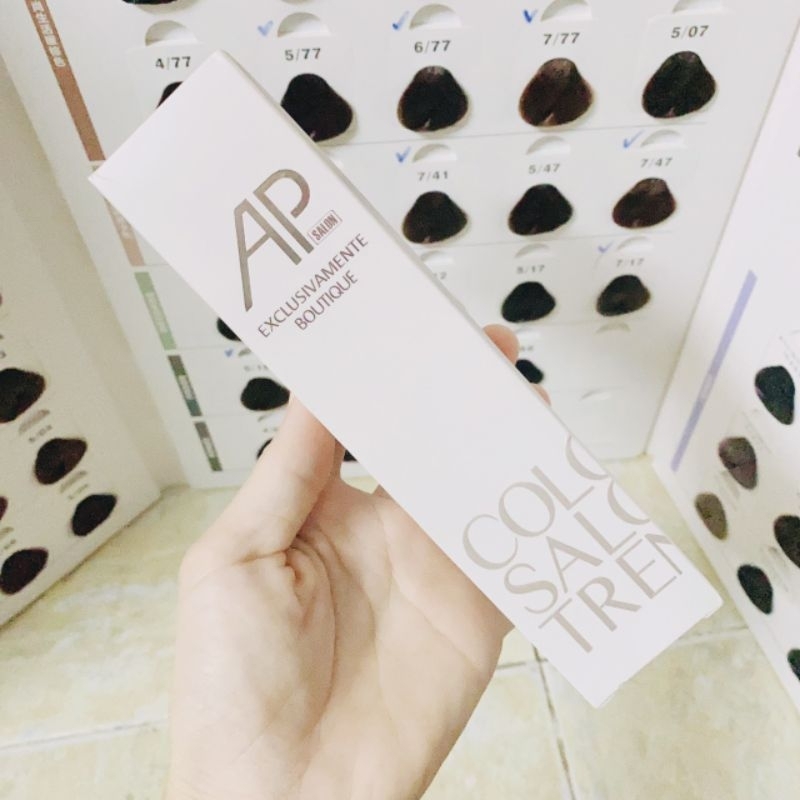 4/77
5/77
6/77
7/77
5/07
7/41
5/47
7/47
5/17
7/17
AP
SALON
EXCLUSIVAMENTE
BOUTIQUE
COLO
SALO
TREN